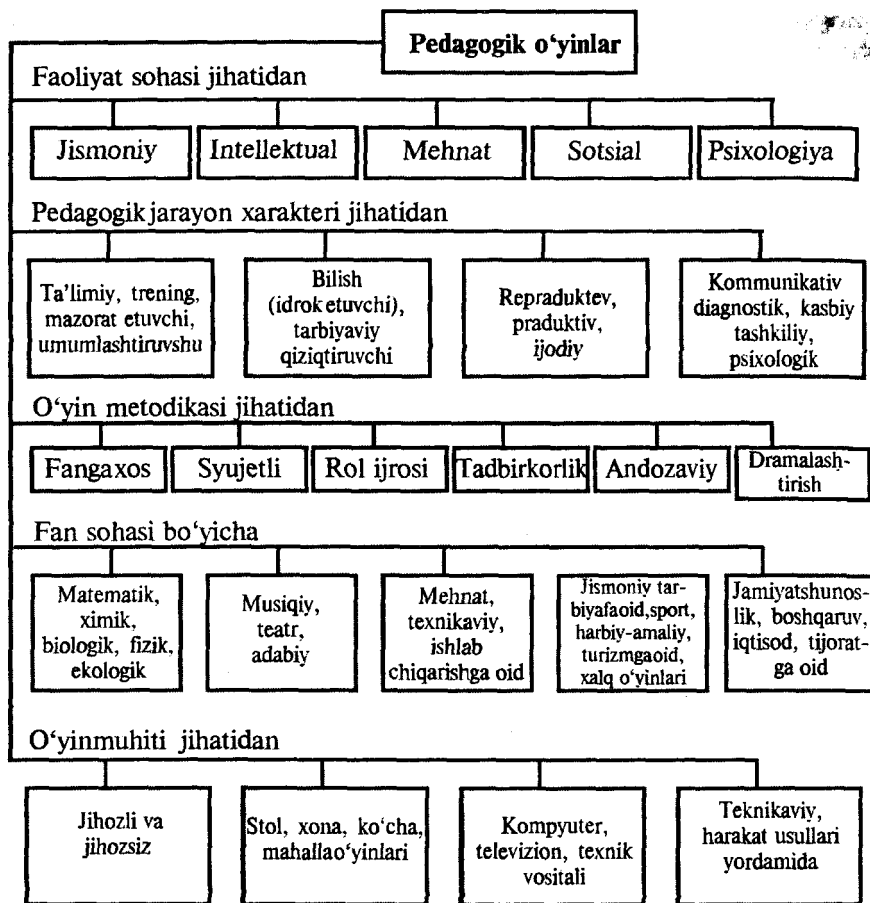 Pedagogik o‘yinlar
Faoliyat sohasi jihatidan
Jismoniy
Intellektual
Mehnat
Sotsial
Psixologiya
Pedagogik jarayon xarakteri jihatidan
Ta’limiy, trening,
mazorat etuvchi,
umumlashtiruvshu
Bilish
(idrok etuvchi),
tarbiyaviy
qiziqtiruvchi
Repraduktev,
praduktiv,
ijodiy
Kommunikativ
diagnostik, kasbiy
tashkiliy,
psixologik
O‘yin metodikasi jihatidan
Fangaxos
Syujetli
Rol ijrosi
Tadbirkorlik
Andozaviy
Dramalash-
tirish
Fan sohasi bo‘yicha
Matematik,
ximik,
biologik, fizik,
ekologik
Musiqiy,
teatr,
adabiy
Mehnat,
texnikaviy,
ishlab
chiqarishga oid
Jismoniy tar-
biyafaoid,sport,
harbiy-amaliy,
turizmgaoid,
xalq o‘yinlari
Jamiyatshunos-
lik, boshqaruv,
iqtisod, tijorat-
ga oid
O‘yinmuhiti jihatidan
Jihozli va
jihozsiz
Stol, xona, ko‘cha,
mahallao‘yinlari
Kompyuter,
televizion, texnik
vositali
Teknikaviy,
harakat usullari
yordamida